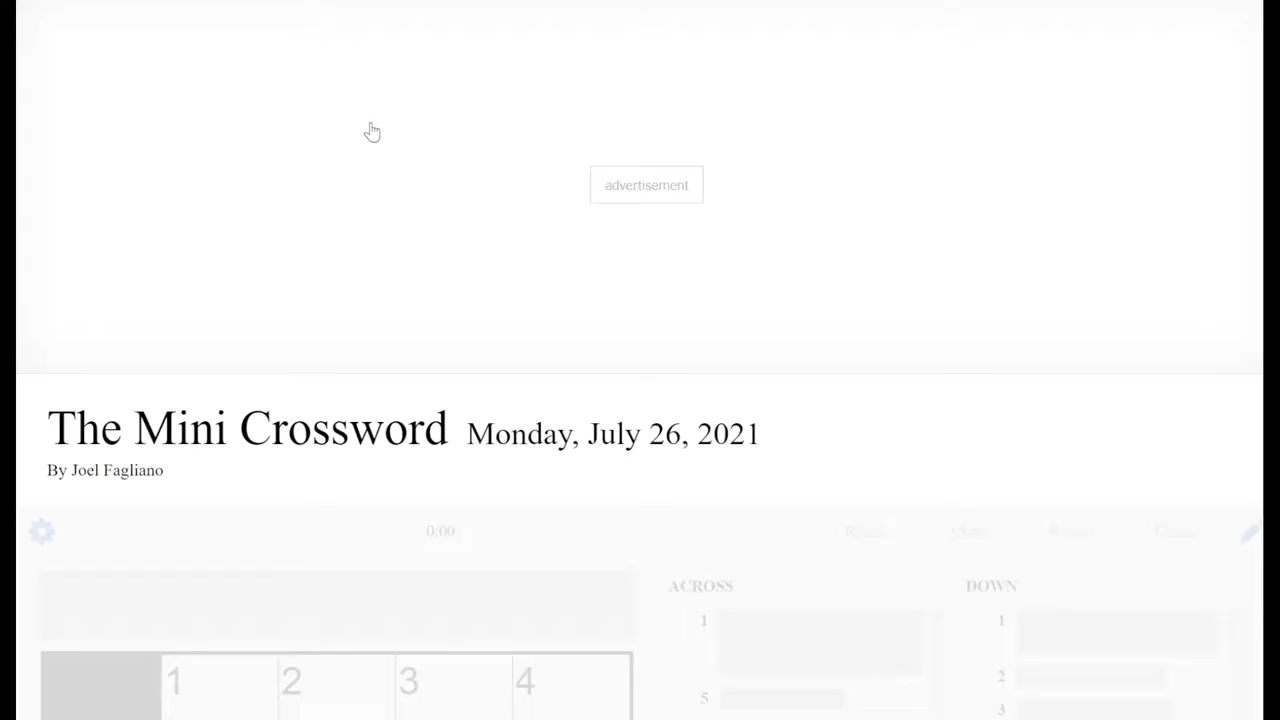 advertisement
The Mini Crossword Monday, July 26, 2021
By Joel Fagliano
0:00
ACROSS
1
5
DOWN
1
2
3
1 2 3 4